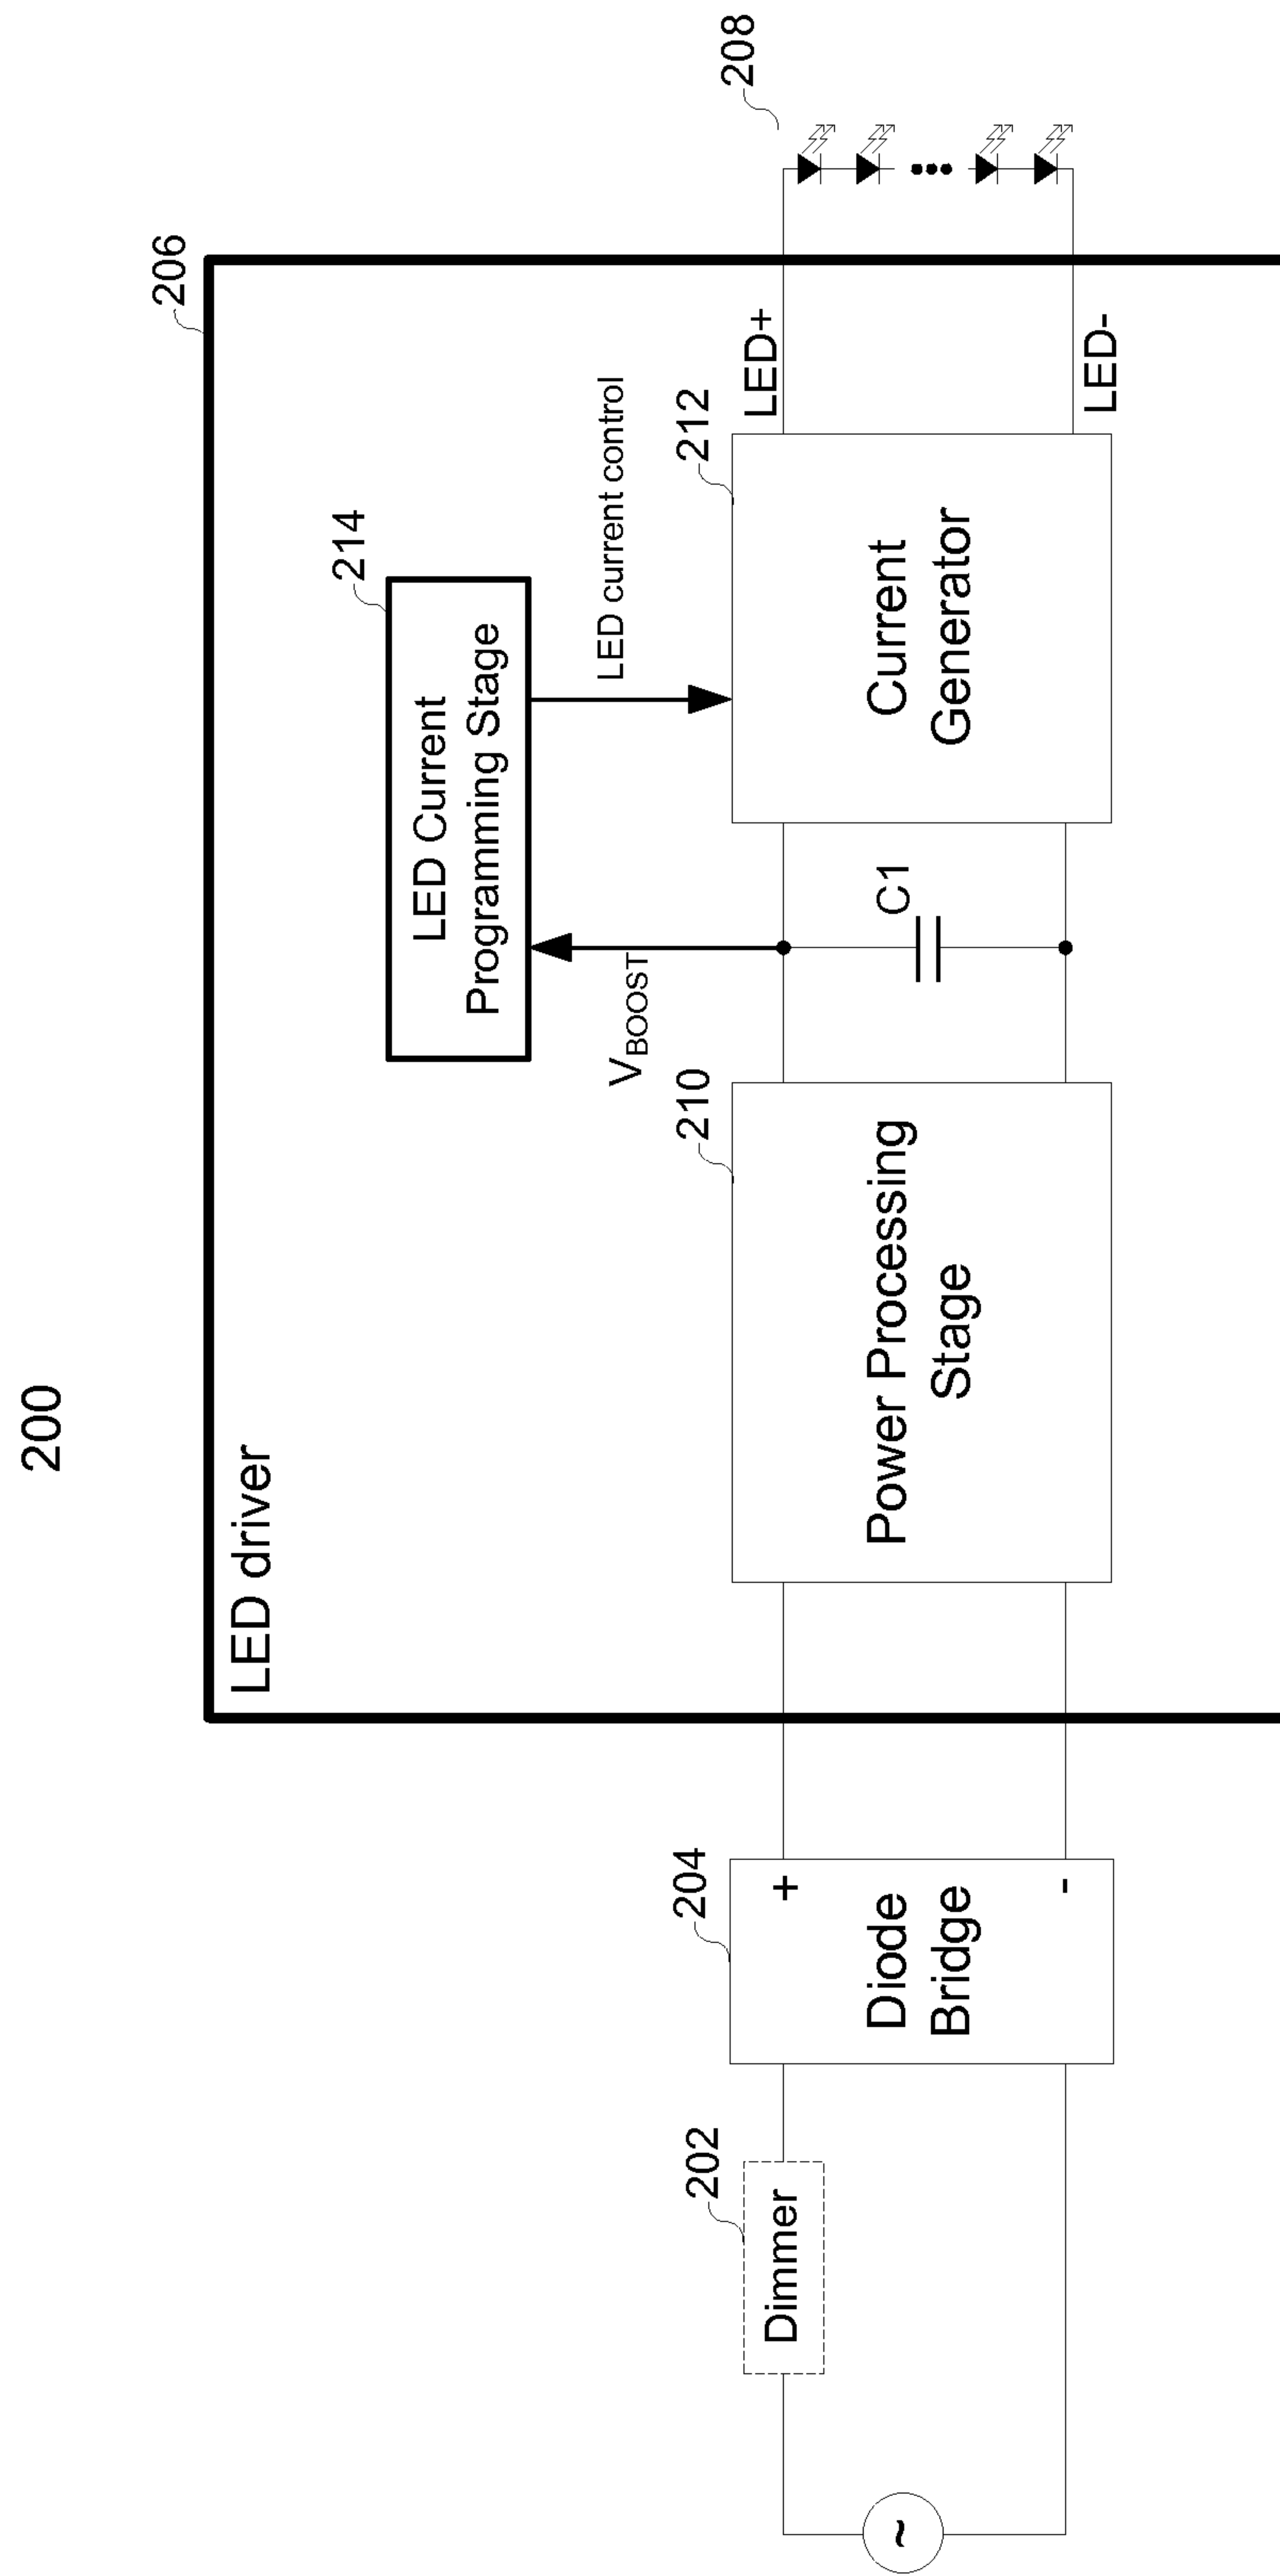 200
LED driver
206
214
LED Current
Programming Stage
V_BOOST
LED current control
208
202
Dimmer
204
+
Diode
Bridge
-
210
Power Processing
Stage
C1
212
Current
Generator
LED+
LED-
~